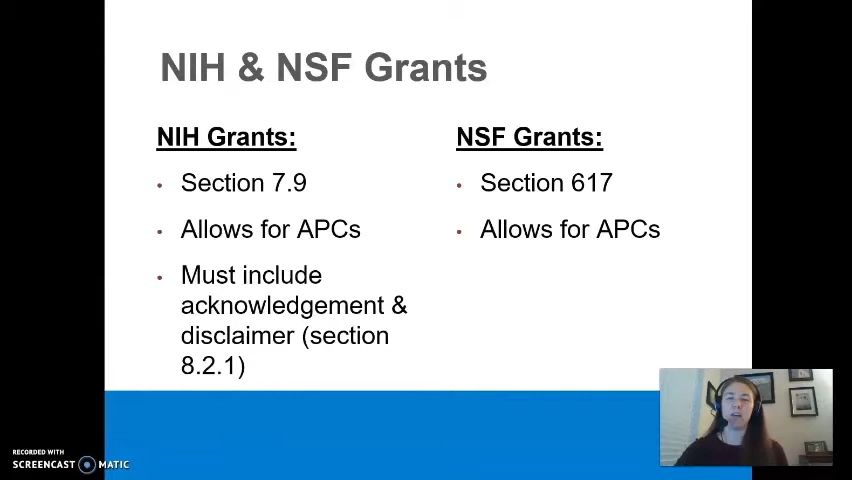 NIH & NSF Grants
NIH Grants:
• Section 7.9
• Allows for APCs
• Must include
acknowledgement &
disclaimer (section
8.2.1)
NSF Grants:
• Section 617
• Allows for APCs
RECORDED WITH
SCREENCAST MATIC